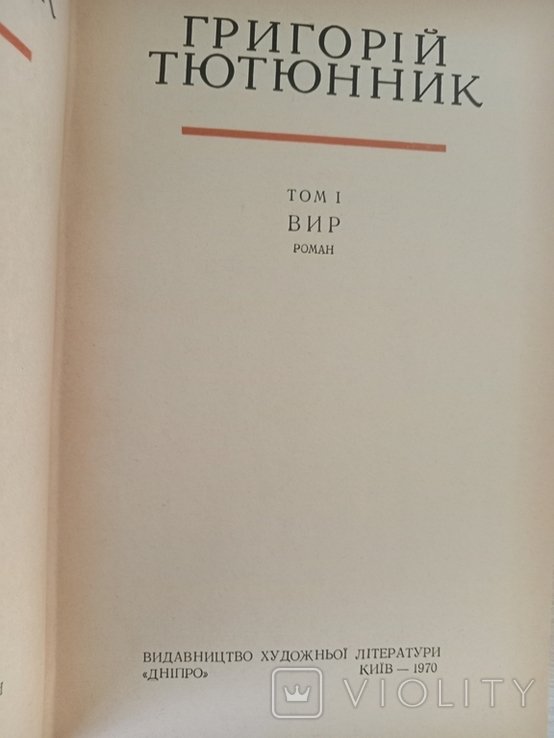 ГРИГОРІЙ
ТЮТЮННИК
ТОМ I
ВИР
РОМАН
ВИДАВНИЦТВО ХУДОЖНЬОЇ ЛІТЕРАТУРИ
«ДНІПРО» КИЇВ — 1970
VIOLITY